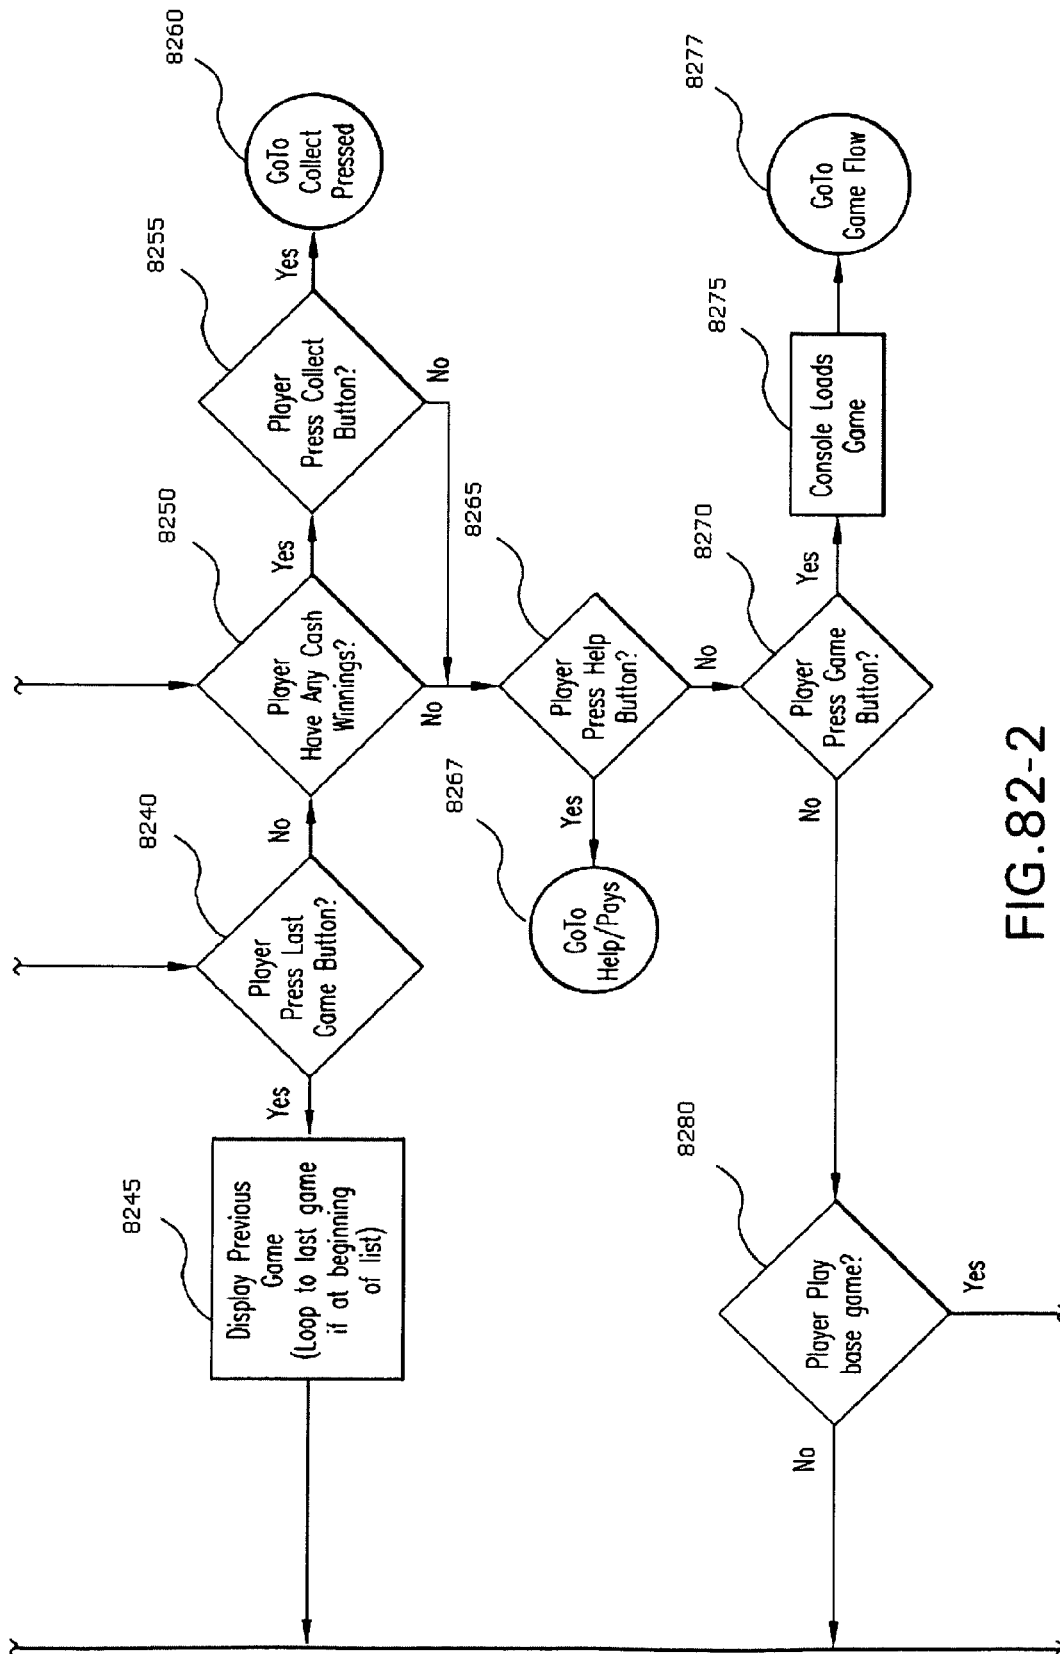 8240
Player
Press Last
Game Button?
Yes
No
8245
Display Previous
Game
(Loop to last game
if at beginning
of list)
8250
Player
Have Any Cash
Winnings?
Yes
No
8255
Player
Press Collect
Button?
Yes
No
8260
GoTo
Collect
Pressed
8265
Player
Press Help
Button?
Yes
No
8267
GoTo
Help/Pays
8270
Player
Press Game
Button?
Yes
No
8275
Console Loads
Game
8277
GoTo
Game Flow
8280
Player Play
base game?
No
Yes
FIG.82-2